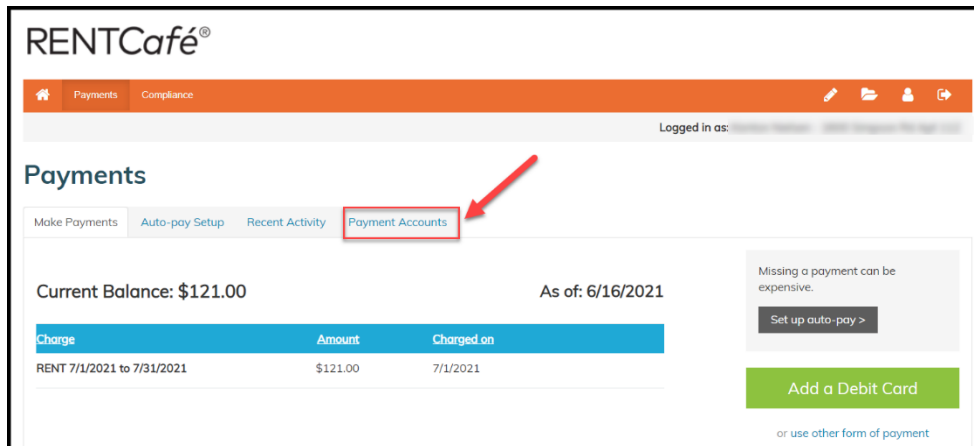 RENTCafé®
Payments Compliance
Logged in as:
Payments
Make Payments Auto-pay Setup Recent Activity Payment Accounts
Missing a payment can be
expensive.
Set up auto-pay >
Current Balance: $121.00 As of: 6/16/2021
Charge Amount Charged on
RENT 7/1/2021 to 7/31/2021 $121.00 7/1/2021
Add a Debit Card
or use other form of payment